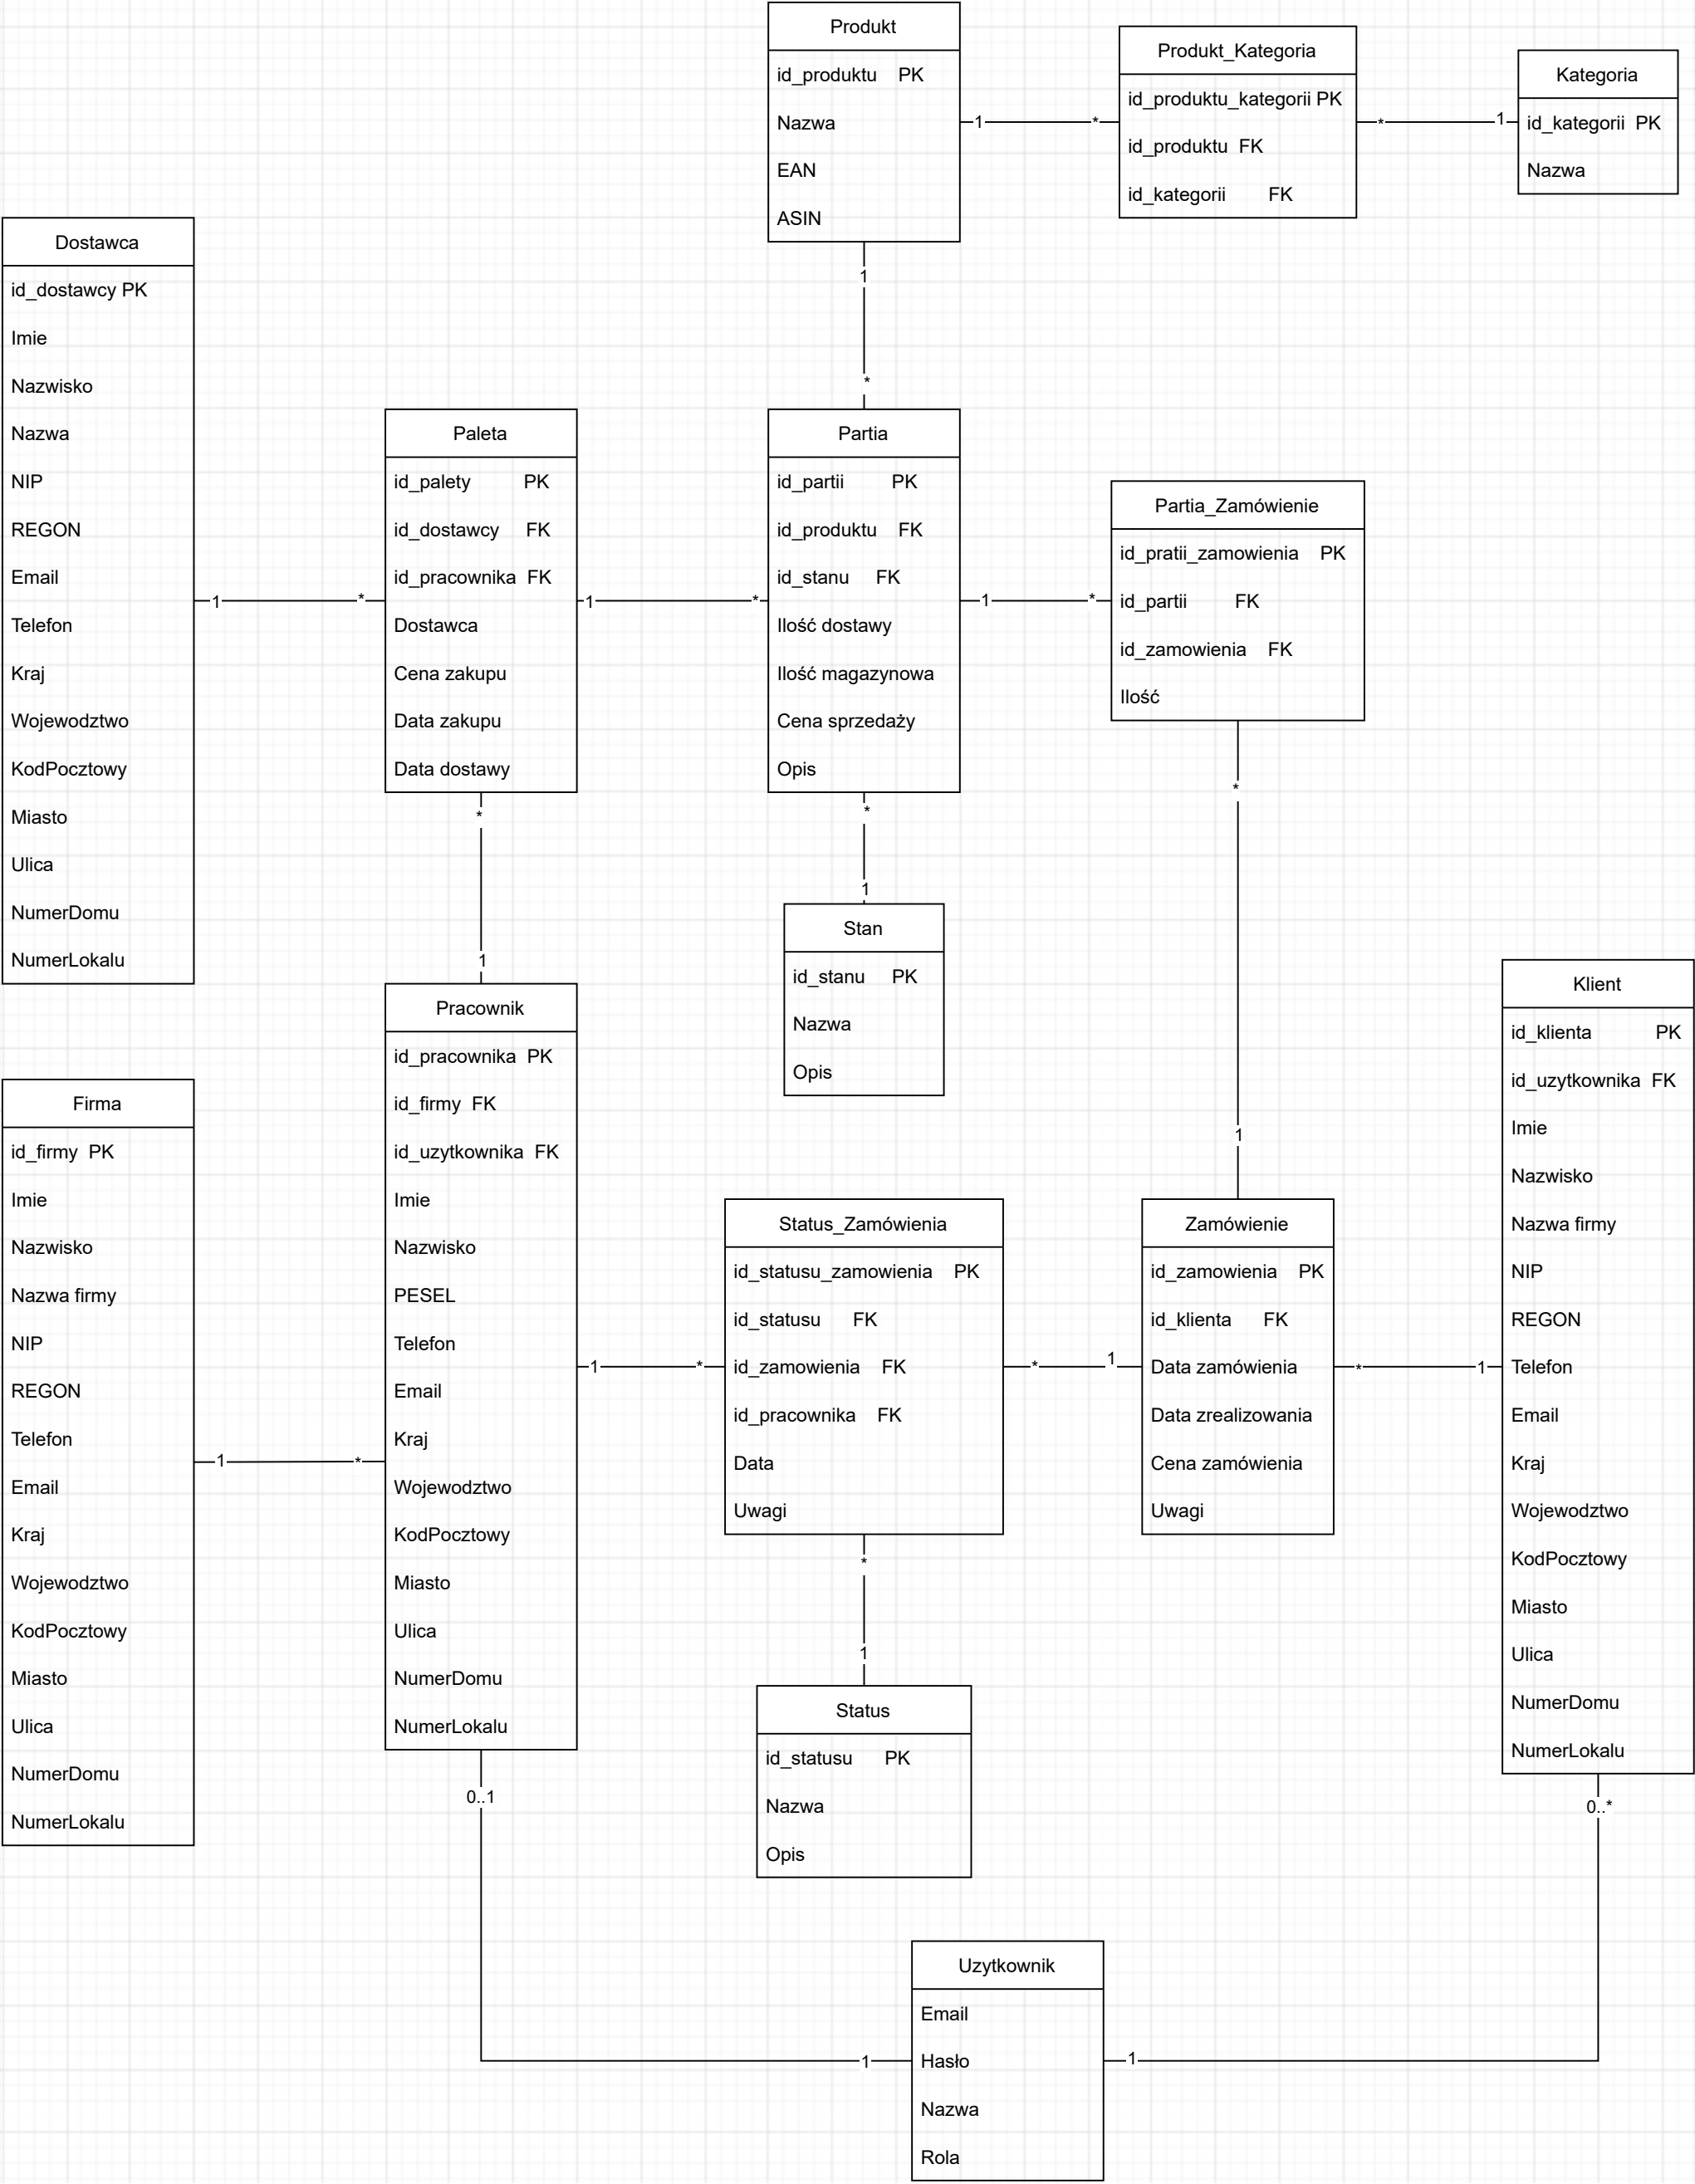 Produkt
id_produktu PK
Nazwa
EAN
ASIN
1
*
Produkt_Kategoria
id_produktu_kategorii PK
id_produktu FK
id_kategorii FK
*
1
Kategoria
id_kategorii PK
Nazwa
1
*
Dostawca
id_dostawcy PK
Imie
Nazwisko
Nazwa
NIP
REGON
Email
Telefon
Kraj
Wojewodztwo
KodPocztowy
Miasto
Ulica
NumerDomu
NumerLokalu
1
*
Paleta
id_palety PK
id_dostawcy FK
id_pracownika FK
Dostawca
Cena zakupu
Data zakupu
Data dostawy
1
*
Partia
id_partii PK
id_produktu FK
id_stanu FK
Ilość dostawy
Ilość magazynowa
Cena sprzedaży
Opis
1
*
Partia_Zamówienie
id_pratii_zamowienia PK
id_partii FK
id_zamowienia FK
Ilość
*
1
*
1
*
1
Stan
id_stanu PK
Nazwa
Opis
Firma
id_firmy PK
Imie
Nazwisko
Nazwa firmy
NIP
REGON
Telefon
Email
Kraj
Wojewodztwo
KodPocztowy
Miasto
Ulica
NumerDomu
NumerLokalu
1
*
Pracownik
id_pracownika PK
id_firmy FK
id_uzytkownika FK
Imie
Nazwisko
PESEL
Telefon
Email
Kraj
Wojewodztwo
KodPocztowy
Miasto
Ulica
NumerDomu
NumerLokalu
1
*
Status_Zamówienia
id_statusu_zamowienia PK
id_statusu FK
id_zamowienia FK
id_pracownika FK
Data
Uwagi
*
1
Zamówienie
id_zamowienia PK
id_klienta FK
Data zamówienia
Data zrealizowania
Cena zamówienia
Uwagi
*
1
Klient
id_klienta PK
id_uzytkownika FK
Imie
Nazwisko
Nazwa firmy
NIP
REGON
Telefon
Email
Kraj
Wojewodztwo
KodPocztowy
Miasto
Ulica
NumerDomu
NumerLokalu
*
1
Status
id_statusu PK
Nazwa
Opis
0..1
0..*
1
1
Uzytkownik
Email
Hasło
Nazwa
Rola